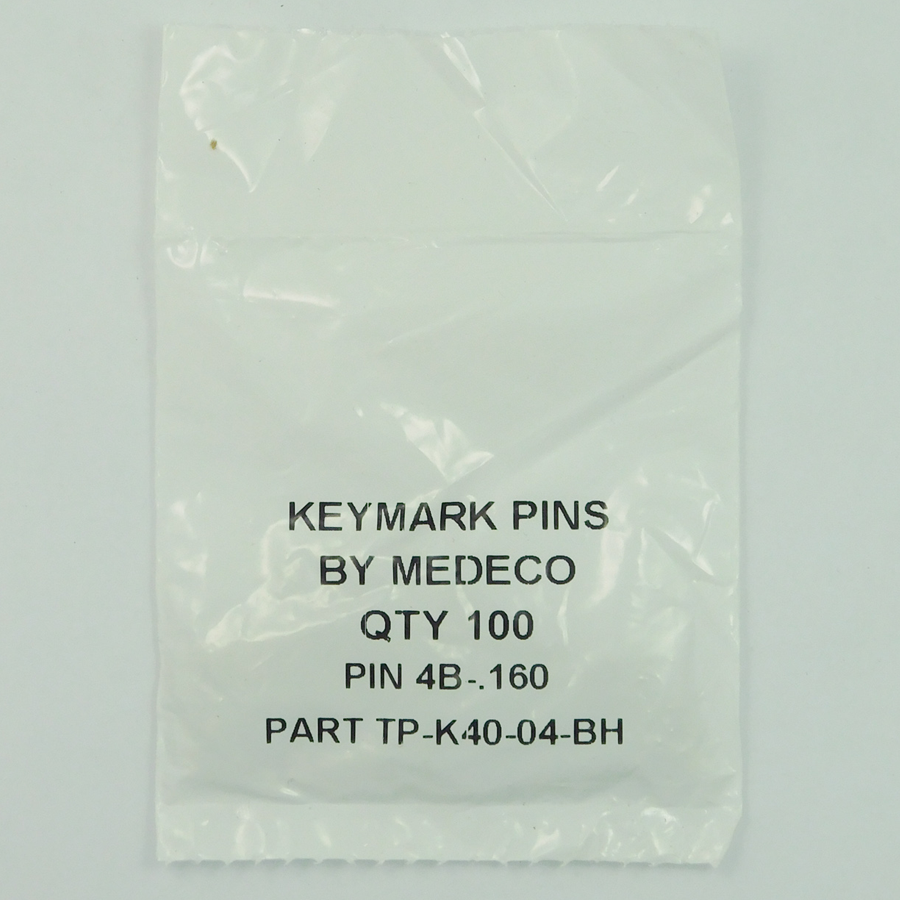 KEYMARK PINS
BY MEDECO
QTY 100
PIN 4B-.160
PART TP-K40-04-BH